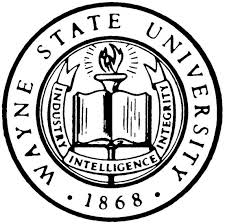 WAYNE STATE UNIVERSITY
INDUSTRY
INTELLIGENCE
INTEGRITY
· 1868 ·